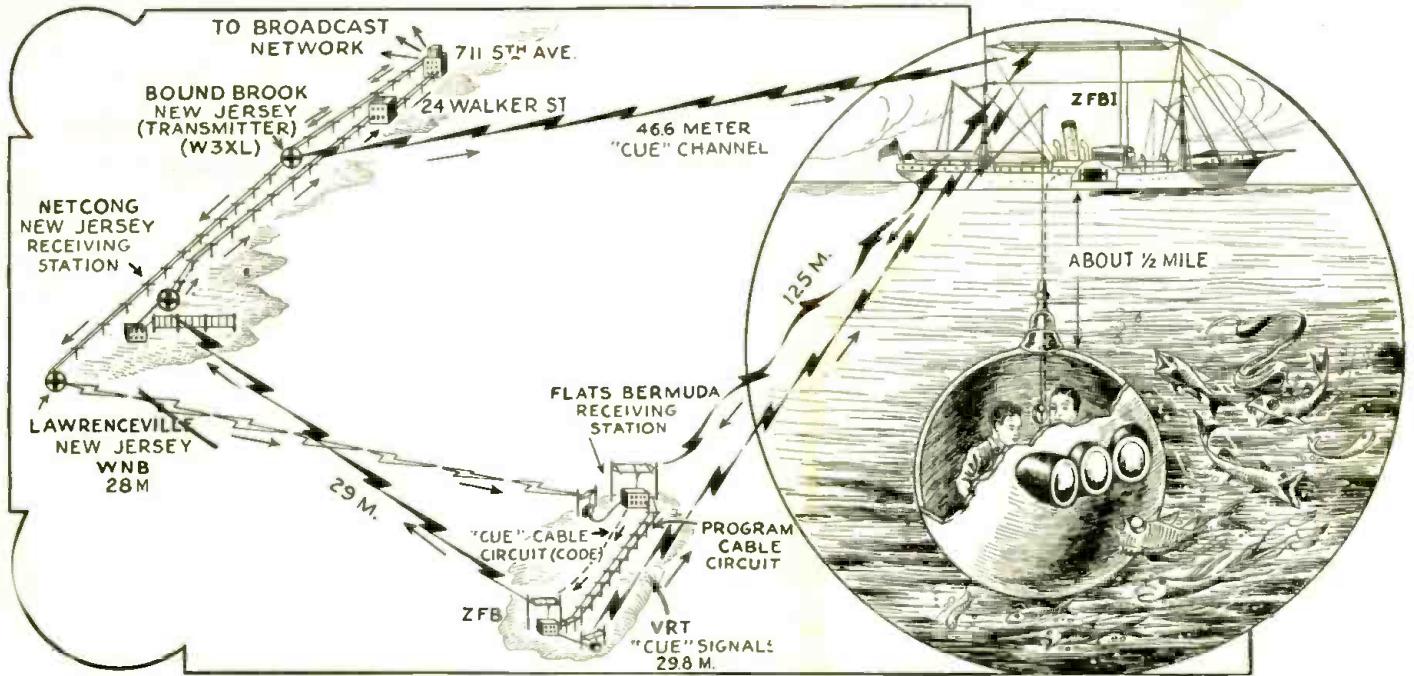 TO BROADCAST
NETWORK
711 5TH AVE.
BOUND BROOK
NEW JERSEY
(TRANSMITTER)
(W3XL)
24 WALKER ST
46.6 METER
"CUE" CHANNEL
ZFBI
NETCONG
NEW JERSEY
RECEIVING
STATION
ABOUT ½ MILE
125 M.
LAWRENCEVILLE
NEW JERSEY
WNB
28 M
29 M.
FLATS BERMUDA
RECEIVING
STATION
"CUE" CABLE
CIRCUIT (CODE)
PROGRAM
CABLE
CIRCUIT
ZFB
VRT
"CUE" SIGNALS
29.8 M.